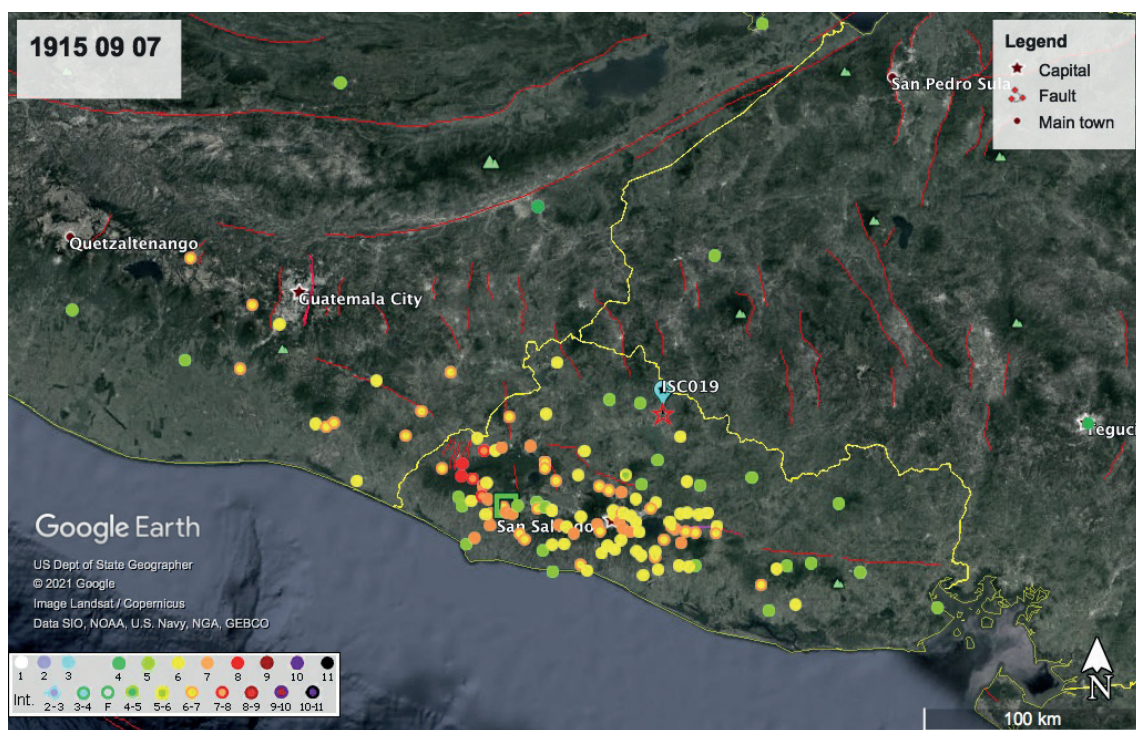 1915 09 07
Legend
Capital
Fault
Main town
San Pedro Sula
Quetzaltenango
Guatemala City
ISC019
Teguci
San Salvado
Google Earth
US Dept of State Geographer
© 2021 Google
Image Landsat / Copernicus
Data SIO, NOAA, U.S. Navy, NGA, GEBCO
1 2 3 4 5 6 7 8 9 10 11
Int. 2-3 3-4 F 4-5 5-6 6-7 7-8 8-9 9-10 10-11
N
100 km